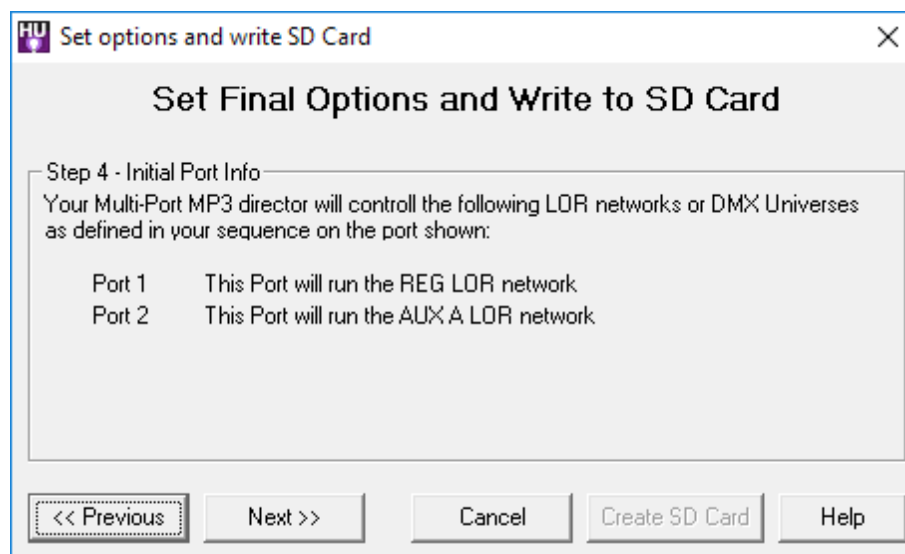 HU Set options and write SD Card
Set Final Options and Write to SD Card
Step 4 - Initial Port Info
Your Multi-Port MP3 director will controll the following LOR networks or DMX Universes
as defined in your sequence on the port shown:
Port 1 This Port will run the REG LOR network
Port 2 This Port will run the AUX A LOR network
<< Previous Next >> Cancel Create SD Card Help